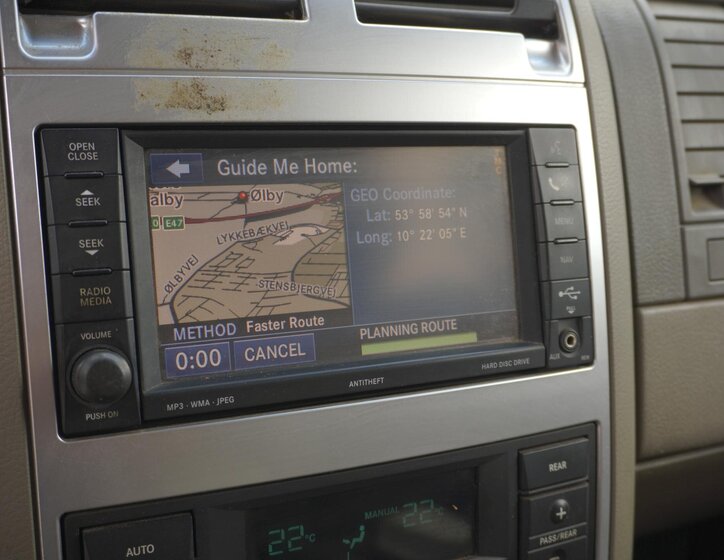 OPEN
CLOSE
SEEK
SEEK
RADIO
MEDIA
VOLUME
PUSH ON
Guide Me Home:
alby
Ølby
E47
LYKKEBÆKVEJ
ØLBYVEJ
STENSBJERGVEJ
GEO Coordinate:
Lat: 53° 58' 54" N
Long: 10° 22' 05" E
METHOD Faster Route
0:00 CANCEL
PLANNING ROUTE
MENU
NAV
AUX
MP3 · WMA · JPEG
ANTITHEFT
HARD DISC DRIVE
AUTO
22°C
MANUAL
22°C
REAR
PASS/REAR